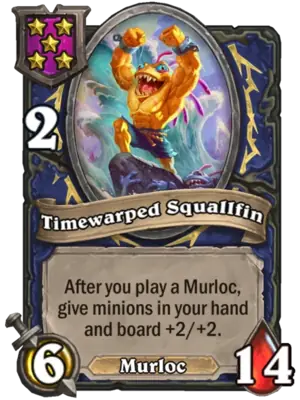 2
Timewarped Squallfin
After you play a Murloc,
give minions in your hand
and board +2/+2.
Murloc
6
14